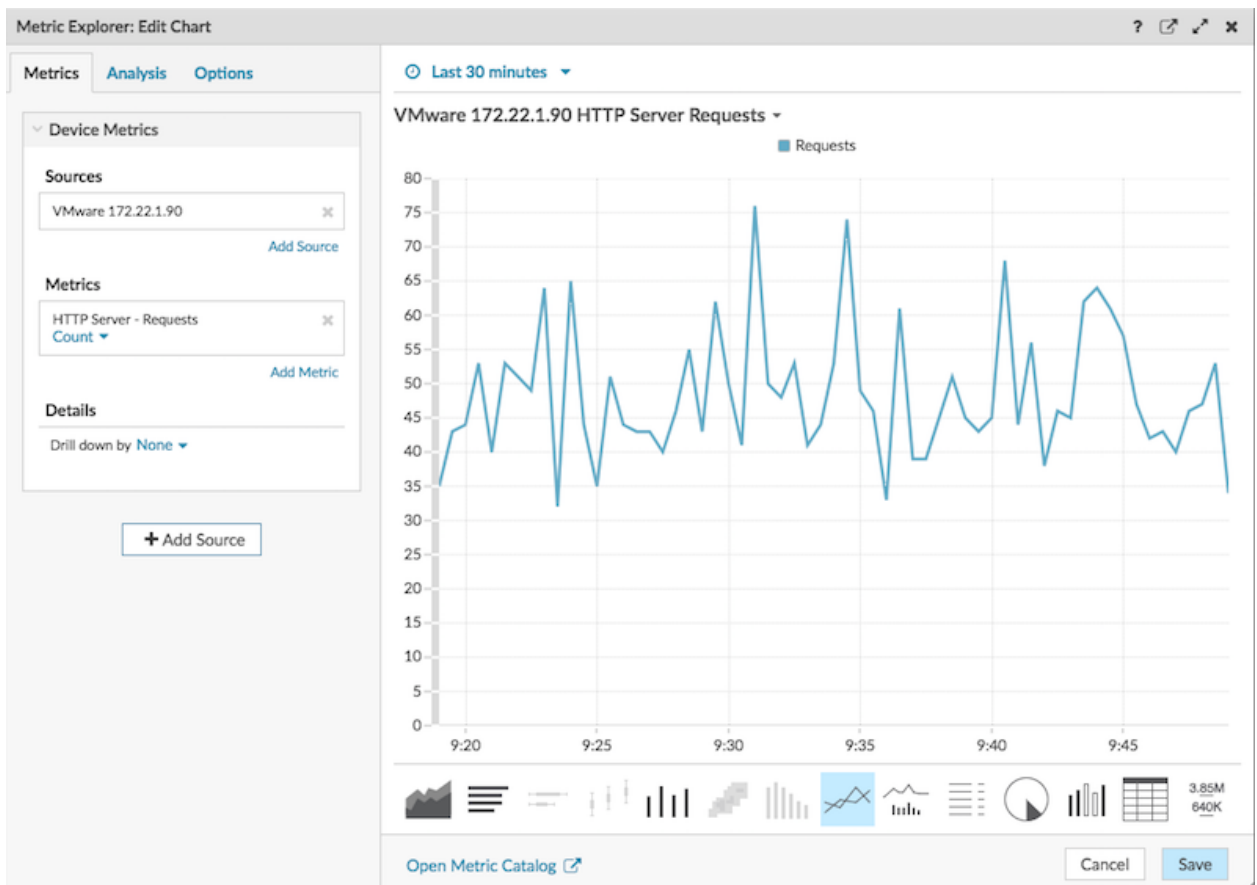 Metric Explorer: Edit Chart
?
Metrics Analysis Options
Device Metrics
Sources
VMware 172.22.1.90
Add Source
Metrics
HTTP Server - Requests
Count
Add Metric
Details
Drill down by None
+ Add Source
Last 30 minutes
VMware 172.22.1.90 HTTP Server Requests
Requests
80
75
70
65
60
55
50
45
40
35
30
25
20
15
10
5
0
9:20 9:25 9:30 9:35 9:40 9:45
3.85M
640K
Open Metric Catalog
Cancel Save